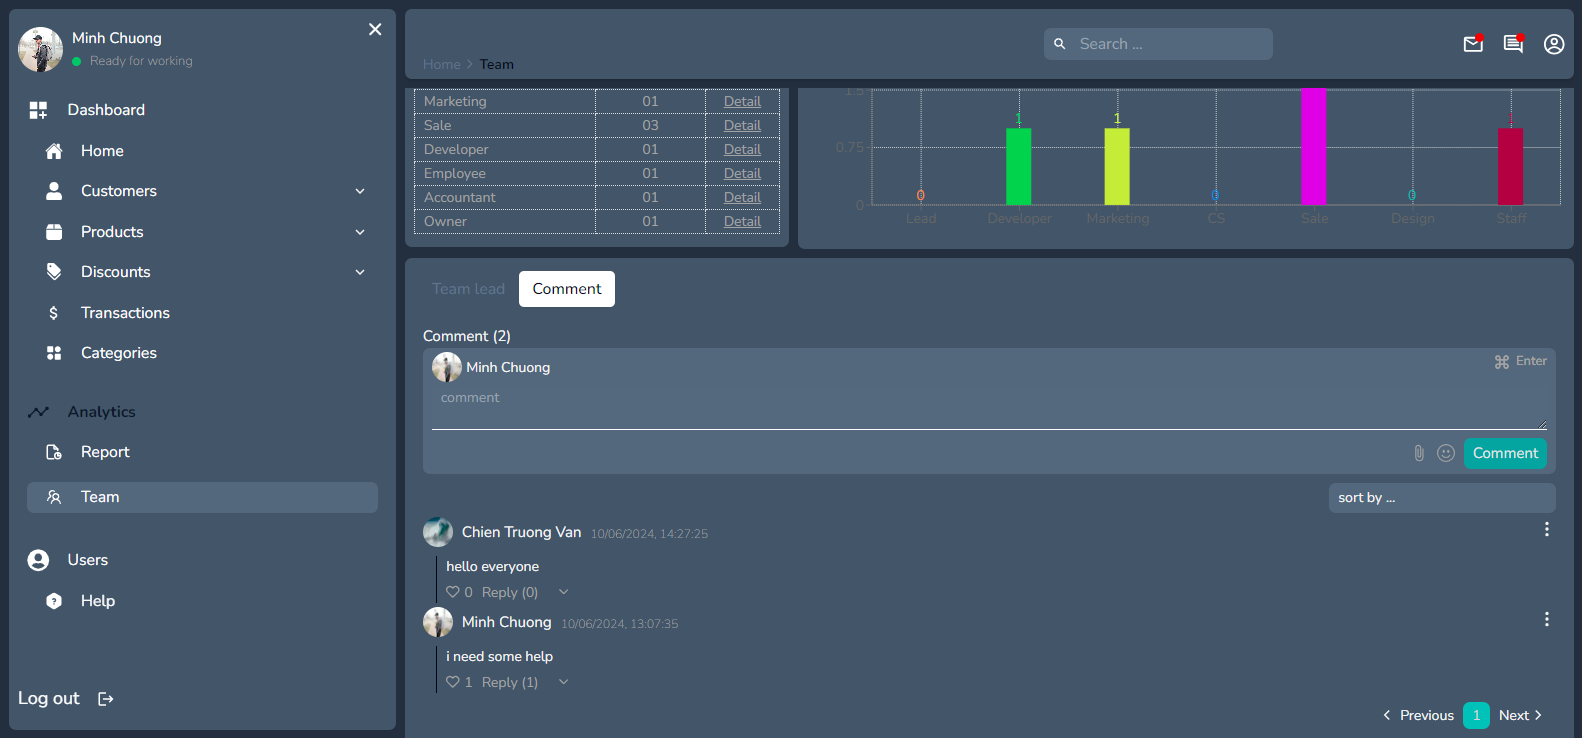 Minh Chuong
Ready for working
Dashboard
Home
Customers
Products
Discounts
$ Transactions
Categories
Analytics
Report
Team
Users
? Help
Log out
Home > Team
Search ...
Marketing 01 Detail
Sale 03 Detail
Developer 01 Detail
Employee 01 Detail
Accountant 01 Detail
Owner 01 Detail
1.5
0.75
0
0 1 1 0 0
Lead Developer Marketing CS Sale Design Staff
Team lead Comment
Comment (2)
Minh Chuong
⌘ Enter
comment
Comment
sort by ...
Chien Truong Van 10/06/2024, 14:27:25
hello everyone
0 Reply (0)
Minh Chuong 10/06/2024, 13:07:35
i need some help
1 Reply (1)
< Previous 1 Next >